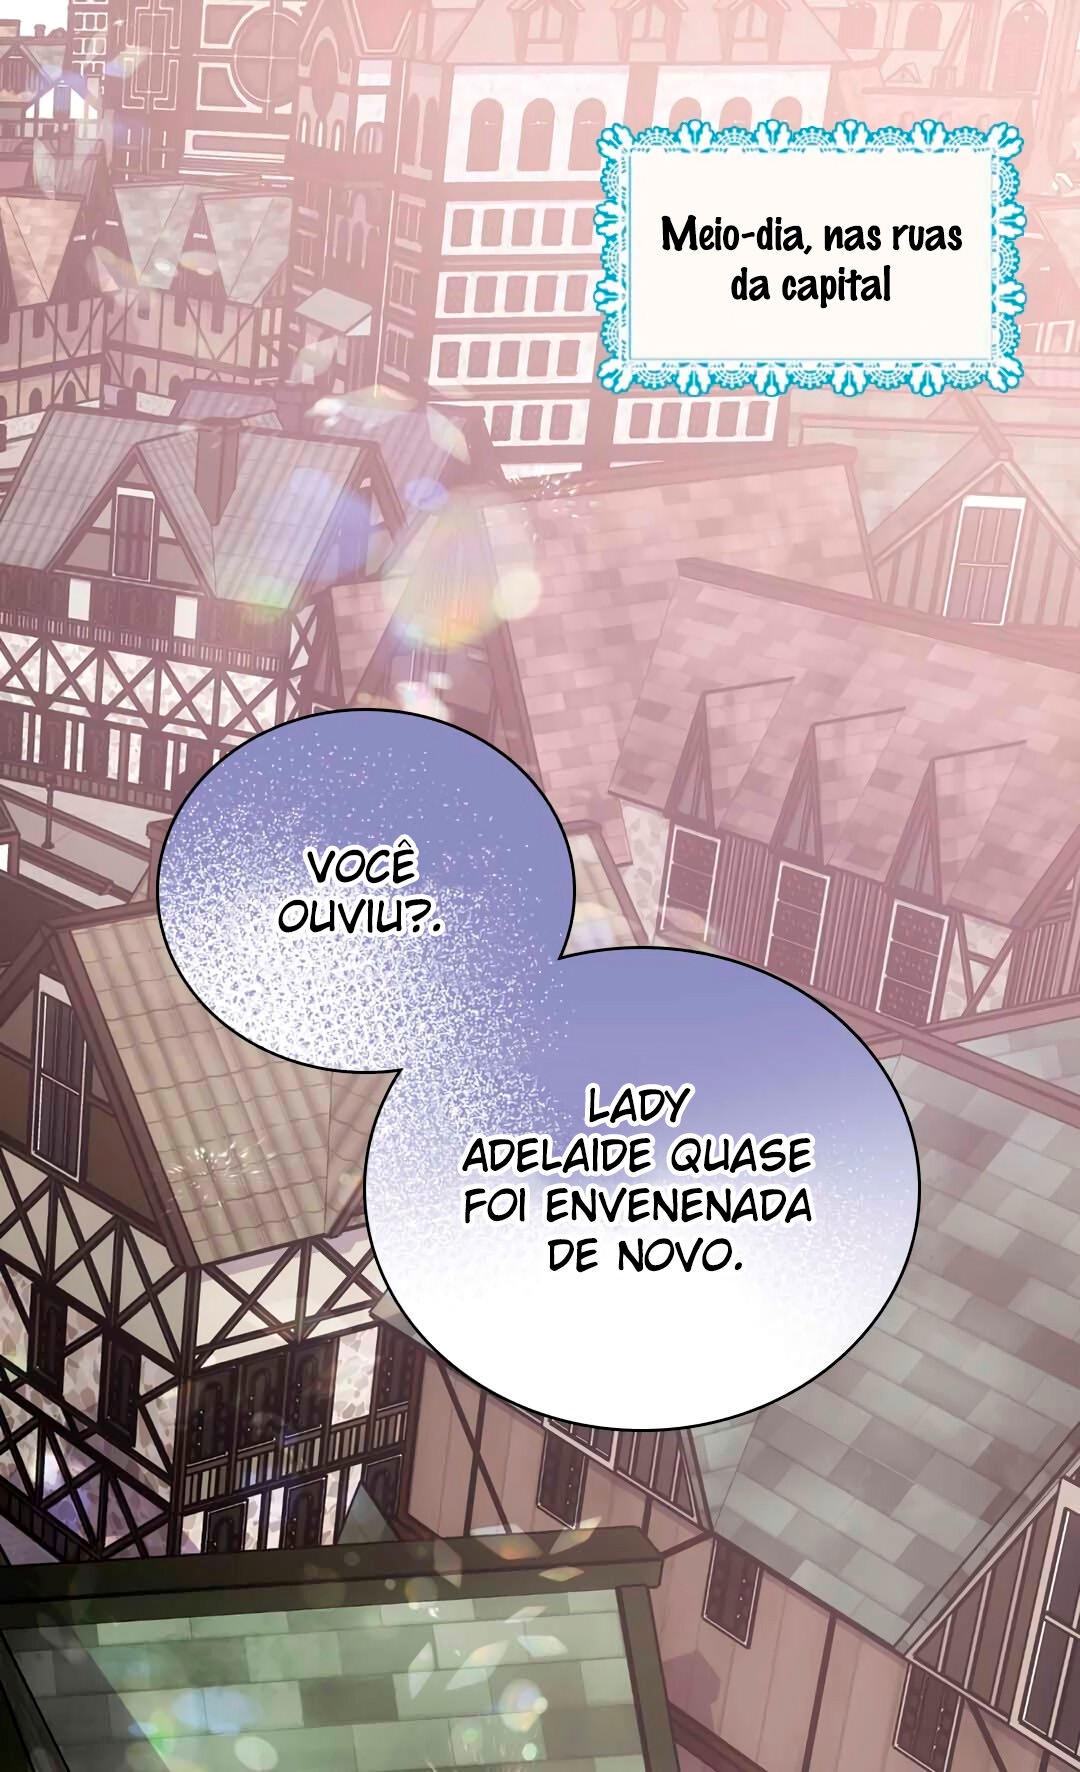 Meio-dia, nas ruas
da capital
VOCÊ
OUVIU?.
LADY
ADELAIDE QUASE
FOI ENVENENADA
DE NOVO.